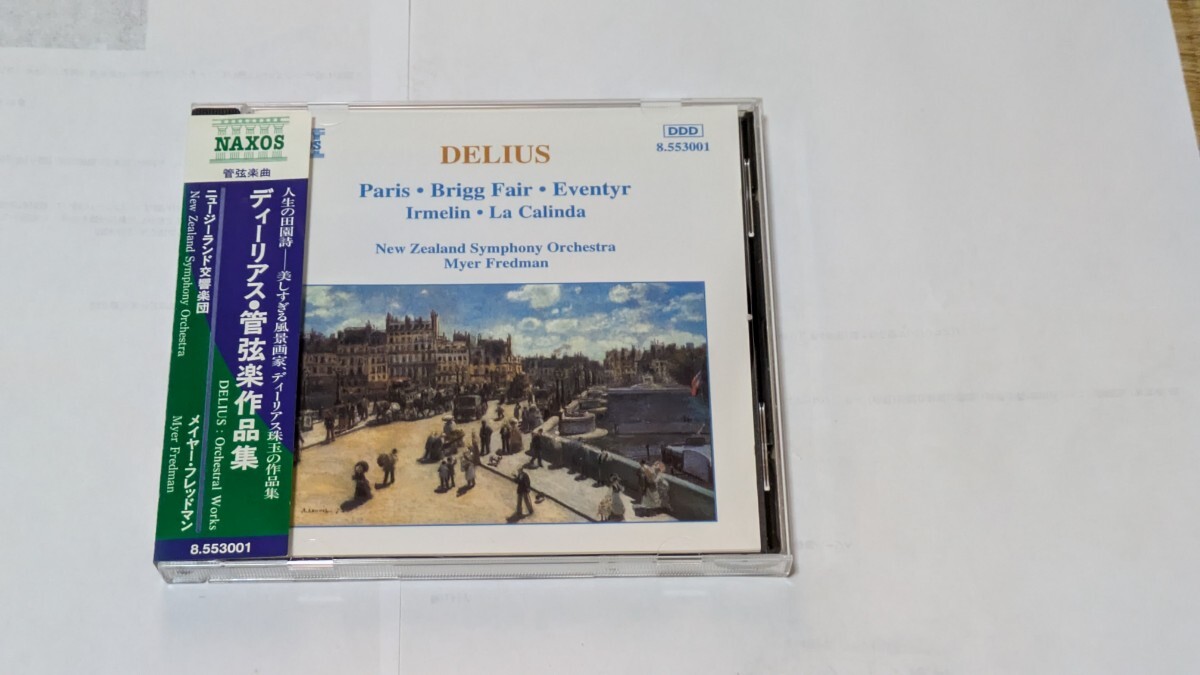 NAXOS
管弦楽曲
人生の田園詩──美しすぎる風景画家、ディーリアス珠玉の作品集
ディーリアス・管弦楽作品集
DELIUS : Orchestral Works
ニュージーランド交響楽団
New Zealand Symphony Orchestra
メイヤー・フレッドマン
Myer Fredman
8.553001
DDD
8.553001
DELIUS
Paris • Brigg Fair • Eventyr
Irmelin • La Calinda
New Zealand Symphony Orchestra
Myer Fredman